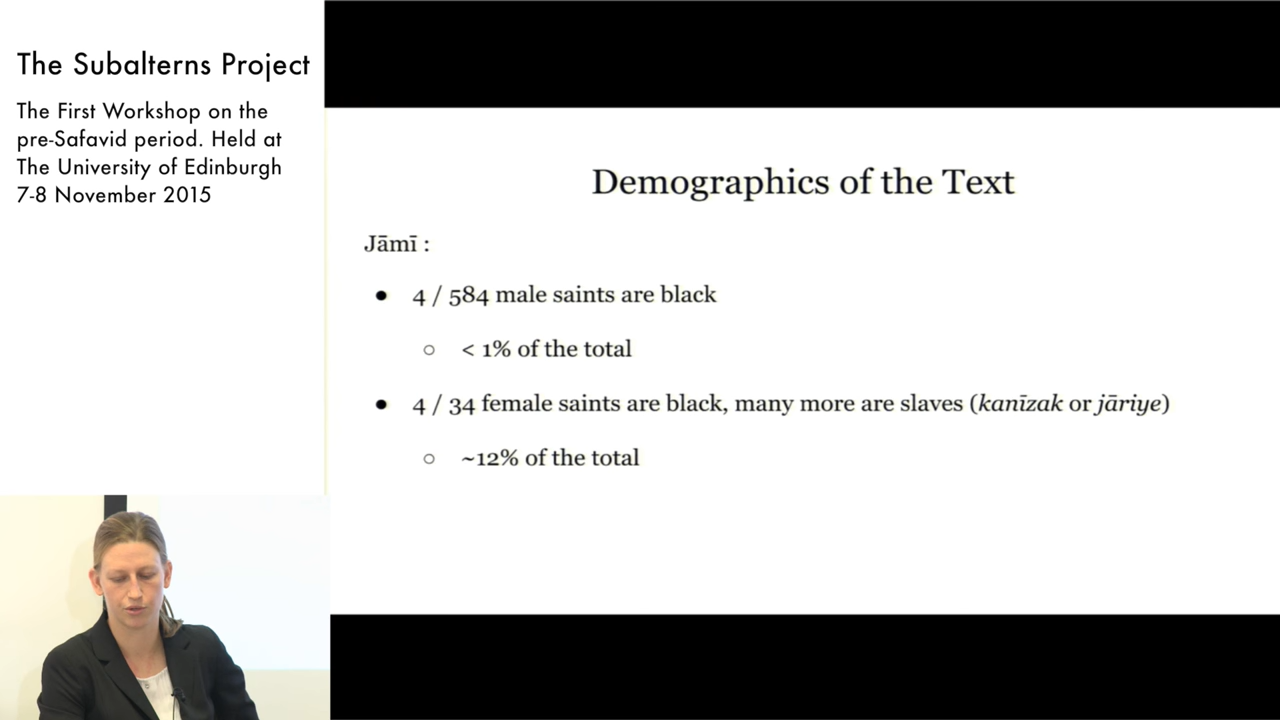 The Subalterns Project
The First Workshop on the
pre-Safavid period. Held at
The University of Edinburgh
7-8 November 2015
Demographics of the Text
Jāmī :
● 4 / 584 male saints are black
○ < 1% of the total
● 4 / 34 female saints are black, many more are slaves (kanīzak or jāriye)
○ ~12% of the total